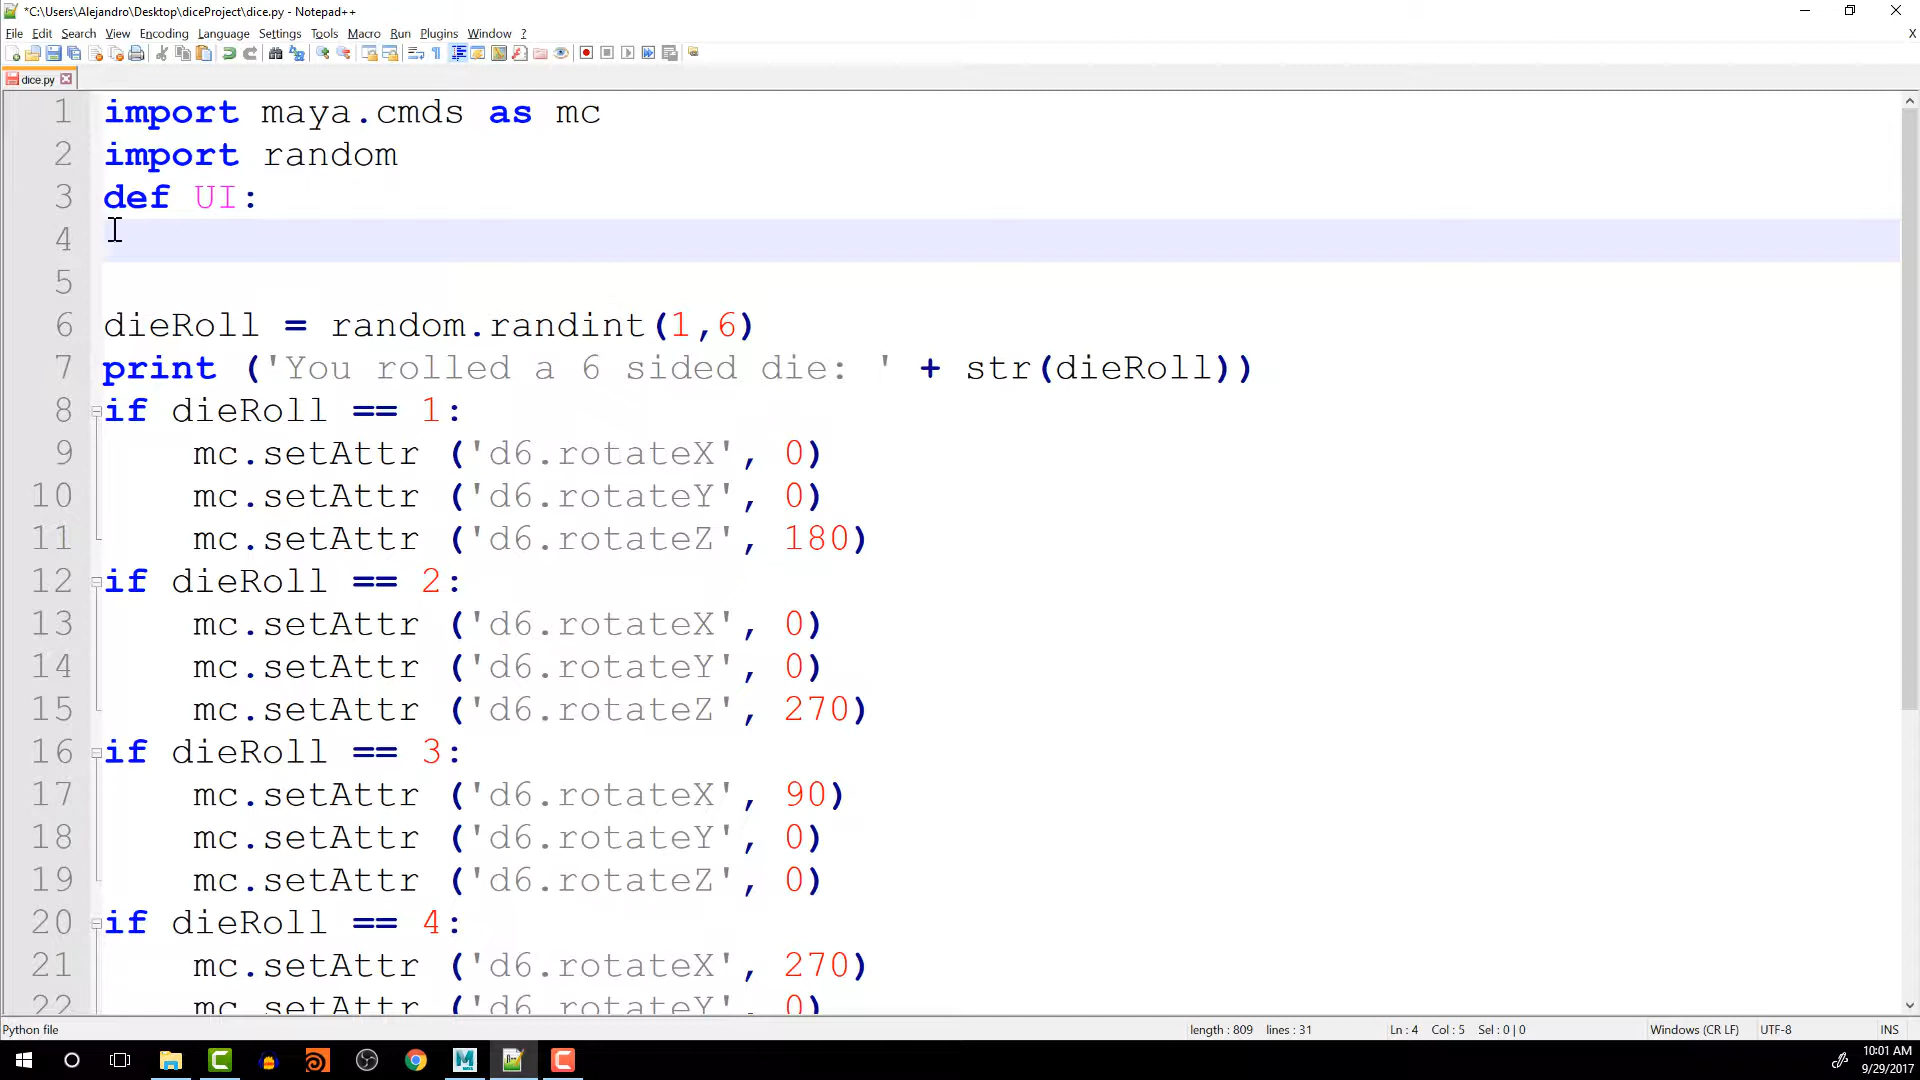 *C:\Users\Alejandro\Desktop\diceProject\dice.py - Notepad++
File Edit Search View Encoding Language Settings Tools Macro Run Plugins Window ? X
dice.py
1 import maya.cmds as mc
2 import random
3 def UI:
4
5
6 dieRoll = random.randint(1,6)
7 print ('You rolled a 6 sided die: ' + str(dieRoll))
8 if dieRoll == 1:
9 mc.setAttr ('d6.rotateX', 0)
10 mc.setAttr ('d6.rotateY', 0)
11 mc.setAttr ('d6.rotateZ', 180)
12 if dieRoll == 2:
13 mc.setAttr ('d6.rotateX', 0)
14 mc.setAttr ('d6.rotateY', 0)
15 mc.setAttr ('d6.rotateZ', 270)
16 if dieRoll == 3:
17 mc.setAttr ('d6.rotateX', 90)
18 mc.setAttr ('d6.rotateY', 0)
19 mc.setAttr ('d6.rotateZ', 0)
20 if dieRoll == 4:
21 mc.setAttr ('d6.rotateX', 270)
22 mc.setAttr ('d6.rotateY', 0)
Python file length : 809 lines : 31 Ln : 4 Col : 5 Sel : 0 | 0 Windows (CR LF) UTF-8 INS
10:01 AM
9/29/2017